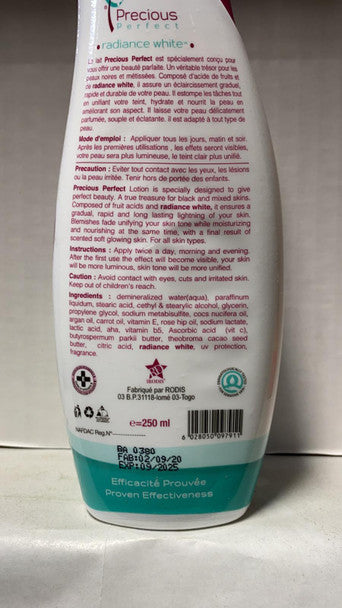 Precious
Perfect
radiance white™
Le lait Precious Perfect est spécialement conçu pour
vous offrir une beauté parfaite. Un véritable trésor pour les
peaux noires et métissées. Composé d'acide de fruits et
de radiance white, il assure un éclaircissement graduel,
rapide et durable de votre peau. Il estompe les tâches tout
en unifiant votre teint, hydrate et nourrit la peau en
améliorant son aspect. Il laisse votre peau délicatement
parfumée, souple et éclatante. il est adapté à tout type de
peau.
Mode d'emploi : Appliquer tous les jours, matin et soir.
Après les premières utilisations , les effets seront visibles,
votre peau sera plus lumineuse, le teint clair plus unifié.
Précaution : Eviter tout contact avec les yeux, les lésions
ou la peau irritée. Tenir hors de portée des enfants.
Precious Perfect Lotion is specially designed to give
perfect beauty. A true treasure for black and mixed skins.
Composed of fruit acids and radiance white, it ensures a
gradual, rapid and long lasting lightning of your skin.
Blemishes fade unifying your skin tone while moisturizing
and nourishing at the same time, with a final result of
scented soft glowing skin. For all skin types.
Instructions : Apply twice a day, morning and evening.
After the first use the effect will become visible, your skin
will be more luminous, skin tone will be more unified.
Caution : Avoid contact with eyes, cuts and irritated skin.
Keep out of children's reach.
Ingredients : demineralized water(aqua), paraffinum
liquidum, stearic acid, cethyl & stearylic alcohol, glycerin,
propylene glycol, sodium metabisulfite, cocs nucifera oil,
argan oil, carrot oil, vitamin E, rose hip oil, sodium lactate,
lactic acid, aha, vitamin b5, Ascorbic acid (vit c),
butyrospermum parkii butter, theobroma cacao seed
butter, citric acid, radiance white, uv protection,
fragrance.
RODIS
Fabriqué par RODIS
03 B.P.31118-lomé 03-Togo
e=250 ml
NAFDAC Reg.N°
6 028050 097911
BA 0380
FAB:02/09/20
EXP:09/2025
Efficacité Prouvée
Proven Effectiveness